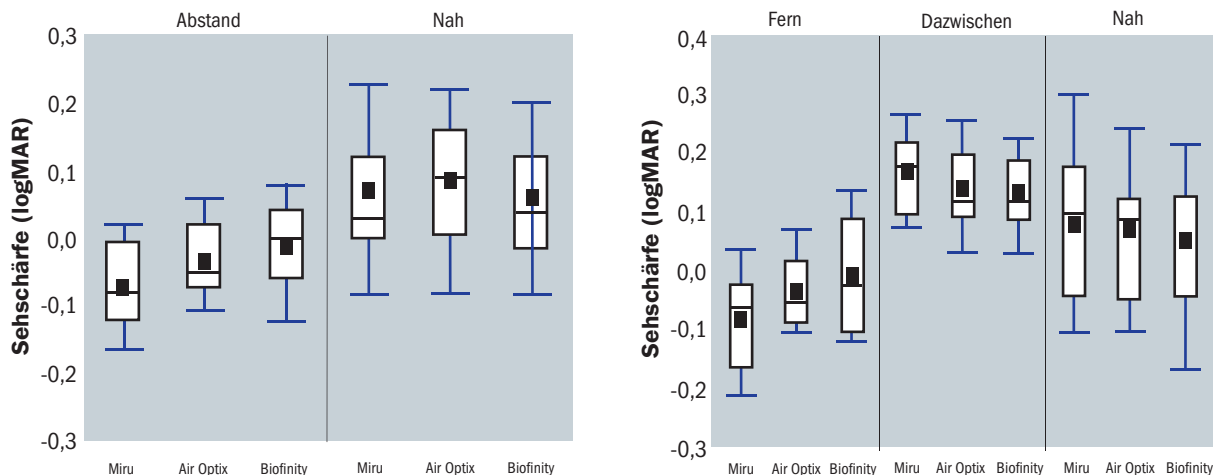 Abstand Nah
Sehschärfe (logMAR)
0,3
0,2
0,1
0,0
-0,1
-0,2
-0,3
Miru Air Optix Biofinity Miru Air Optix Biofinity
Fern Dazwischen Nah
Sehschärfe (logMAR)
0,4
0,3
0,2
0,1
0,0
-0,1
-0,2
-0,3
Miru Air Optix Biofinity Miru Air Optix Biofinity Miru Air Optix Biofinity